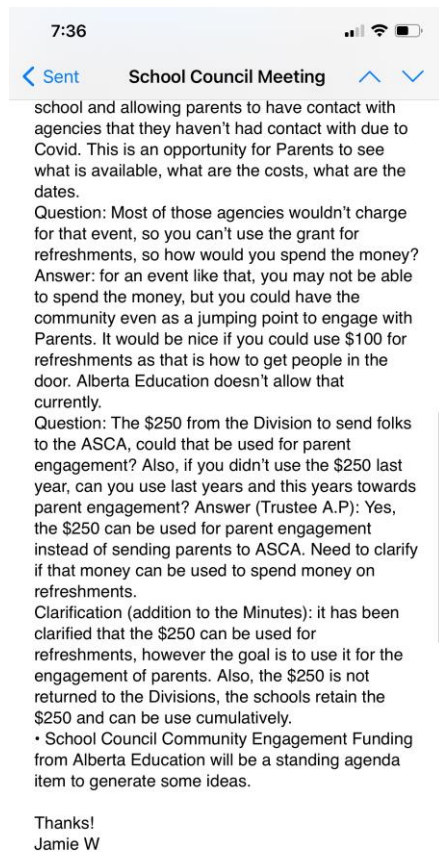 7:36
Sent
School Council Meeting
school and allowing parents to have contact with
agencies that they haven't had contact with due to
Covid. This is an opportunity for Parents to see
what is available, what are the costs, what are the
dates.
Question: Most of those agencies wouldn't charge
for that event, so you can't use the grant for
refreshments, so how would you spend the money?
Answer: for an event like that, you may not be able
to spend the money, but you could have the
community even as a jumping point to engage with
Parents. It would be nice if you could use $100 for
refreshments as that is how to get people in the
door. Alberta Education doesn't allow that
currently.
Question: The $250 from the Division to send folks
to the ASCA, could that be used for parent
engagement? Also, if you didn't use the $250 last
year, can you use last years and this years towards
parent engagement? Answer (Trustee A.P): Yes,
the $250 can be used for parent engagement
instead of sending parents to ASCA. Need to clarify
if that money can be used to spend money on
refreshments.
Clarification (addition to the Minutes): it has been
clarified that the $250 can be used for
refreshments, however the goal is to use it for the
engagement of parents. Also, the $250 is not
returned to the Divisions, the schools retain the
$250 and can be use cumulatively.
• School Council Community Engagement Funding
from Alberta Education will be a standing agenda
item to generate some ideas.
Thanks!
Jamie W